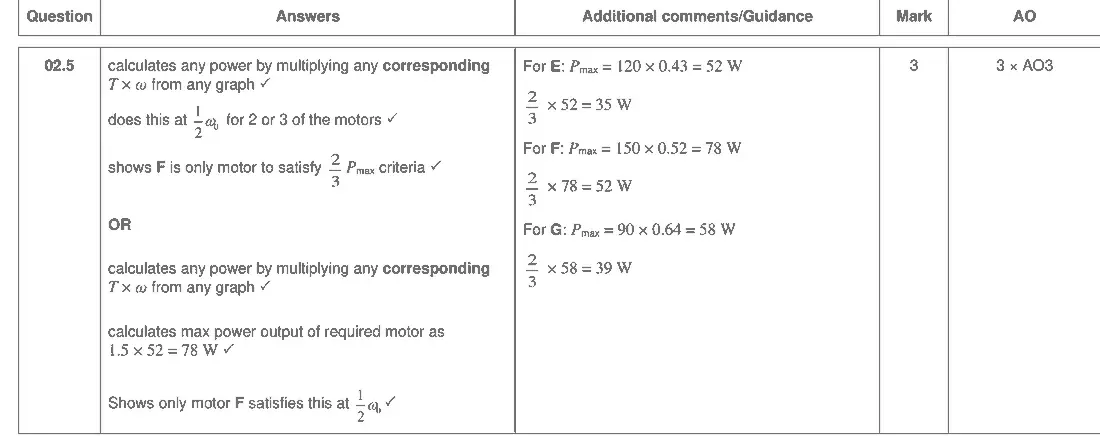 Question Answers Additional comments/Guidance Mark AO
02.5 calculates any power by multiplying any corresponding For E: Pmax = 120 × 0.43 = 52 W 3 3 × AO3
T × ω from any graph ✓
2/3 × 52 = 35 W
does this at 1/2 ω0 for 2 or 3 of the motors ✓
For F: Pmax = 150 × 0.52 = 78 W
shows F is only motor to satisfy 2/3 Pmax criteria ✓
2/3 × 78 = 52 W
OR
For G: Pmax = 90 × 0.64 = 58 W
calculates any power by multiplying any corresponding
2/3 × 58 = 39 W
T × ω from any graph ✓
calculates max power output of required motor as
1.5 × 52 = 78 W ✓
Shows only motor F satisfies this at 1/2 ω0 ✓